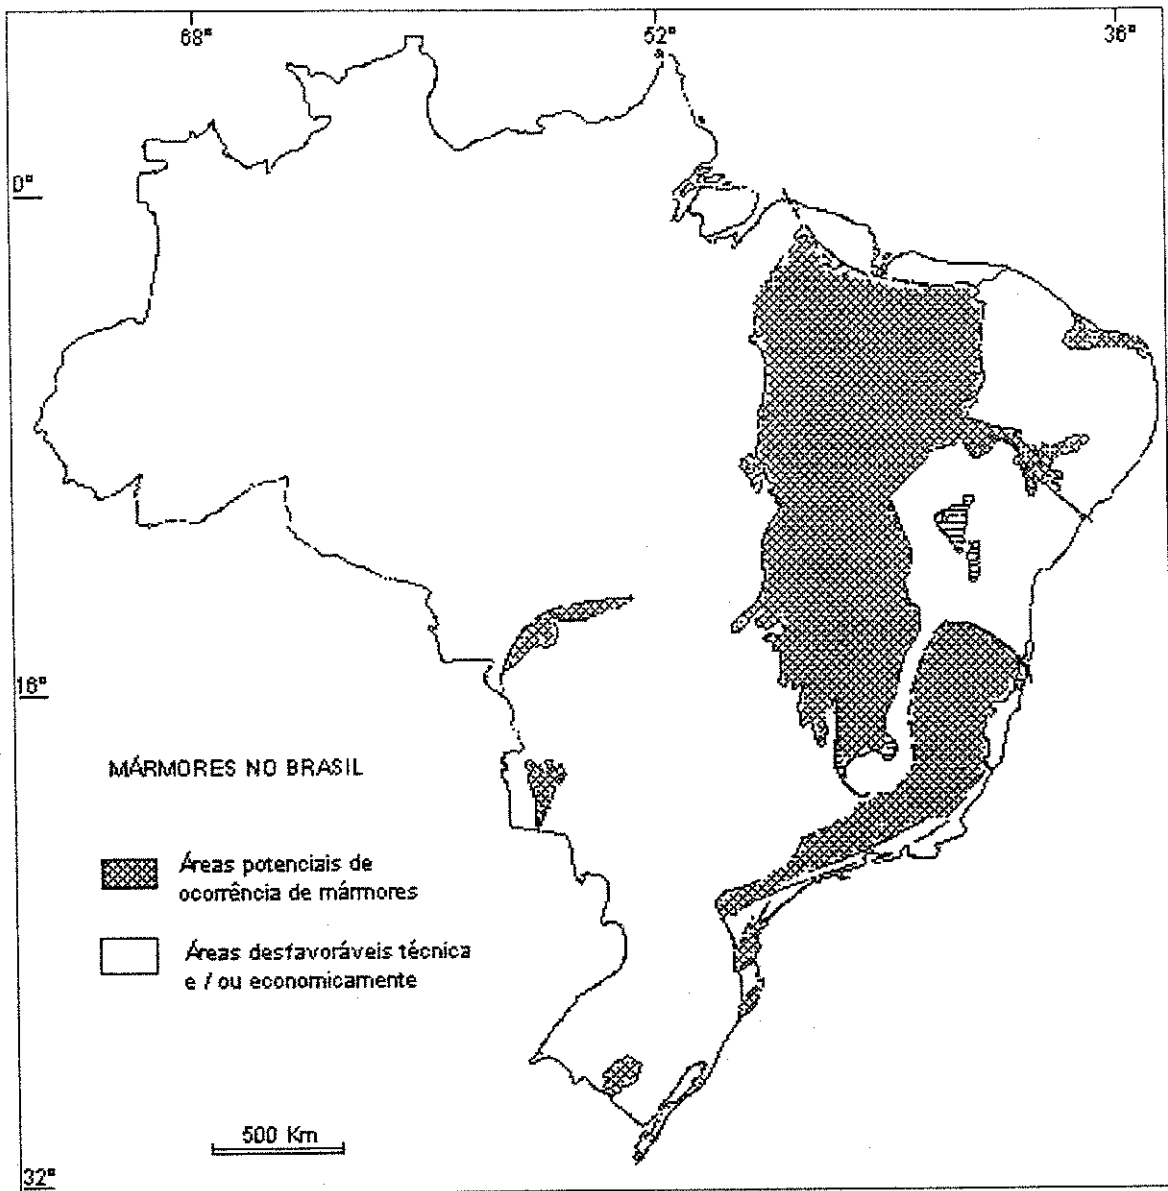 68° 52° 36°
0°
16°
MÁRMORES NO BRASIL
Áreas potenciais de
ocorrência de mármores
Áreas desfavoráveis técnica
e / ou economicamente
500 Km
32°